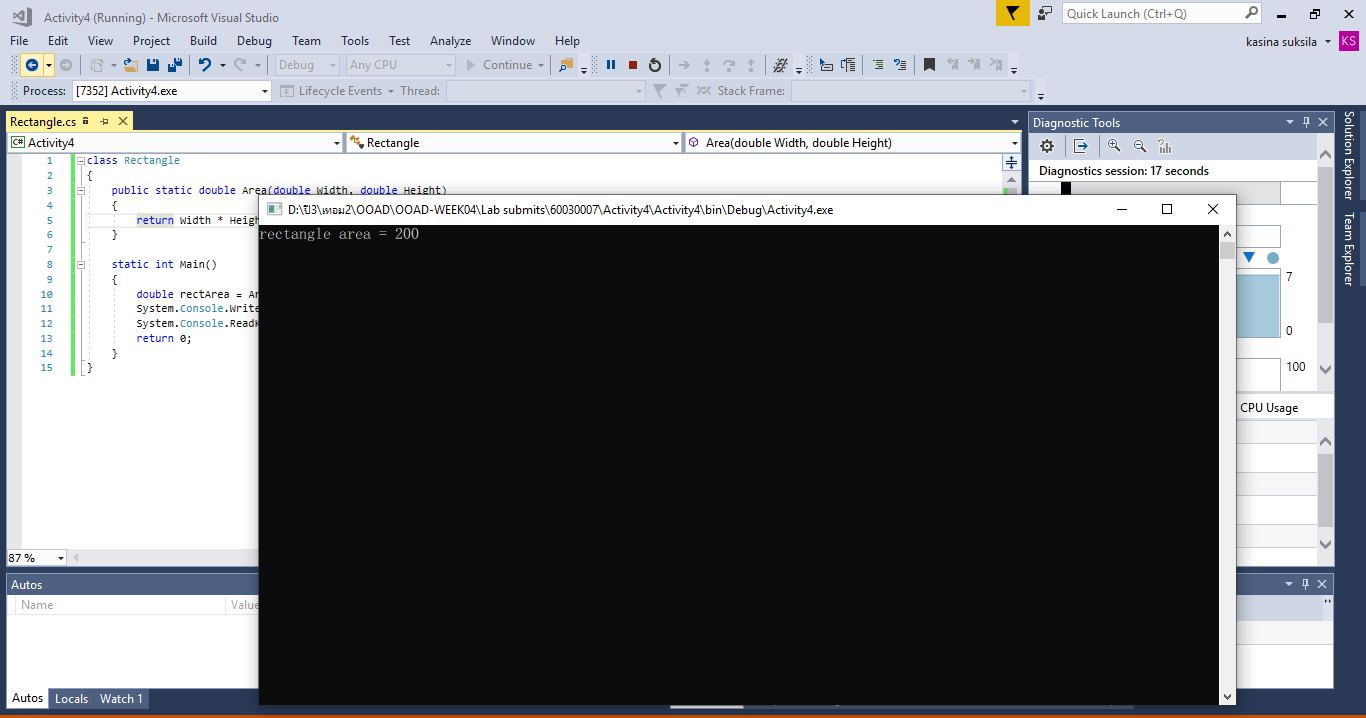 Activity4 (Running) - Microsoft Visual Studio
Quick Launch (Ctrl+Q)
File Edit View Project Build Debug Team Tools Test Analyze Window Help
kasina suksila KS
Debug Any CPU Continue
Process: [7352] Activity4.exe Lifecycle Events Thread: Stack Frame:
Rectangle.cs
C# Activity4 Rectangle Area(double Width, double Height)
1 class Rectangle
2 {
3 public static double Area(double Width, double Height)
4 {
5 return Width * Heigh
6 }
7
8 static int Main()
9 {
10 double rectArea = Ar
11 System.Console.Write
12 System.Console.ReadK
13 return 0;
14 }
15 }
87 %
D:\ปี3\เทอม2\OOAD\OOAD-WEEK04\Lab submits\60030007\Activity4\Activity4\bin\Debug\Activity4.exe
rectangle area = 200
Diagnostic Tools
Diagnostics session: 17 seconds
7
0
100
CPU Usage
Solution Explorer
Team Explorer
Autos
Name Value
Autos Locals Watch 1